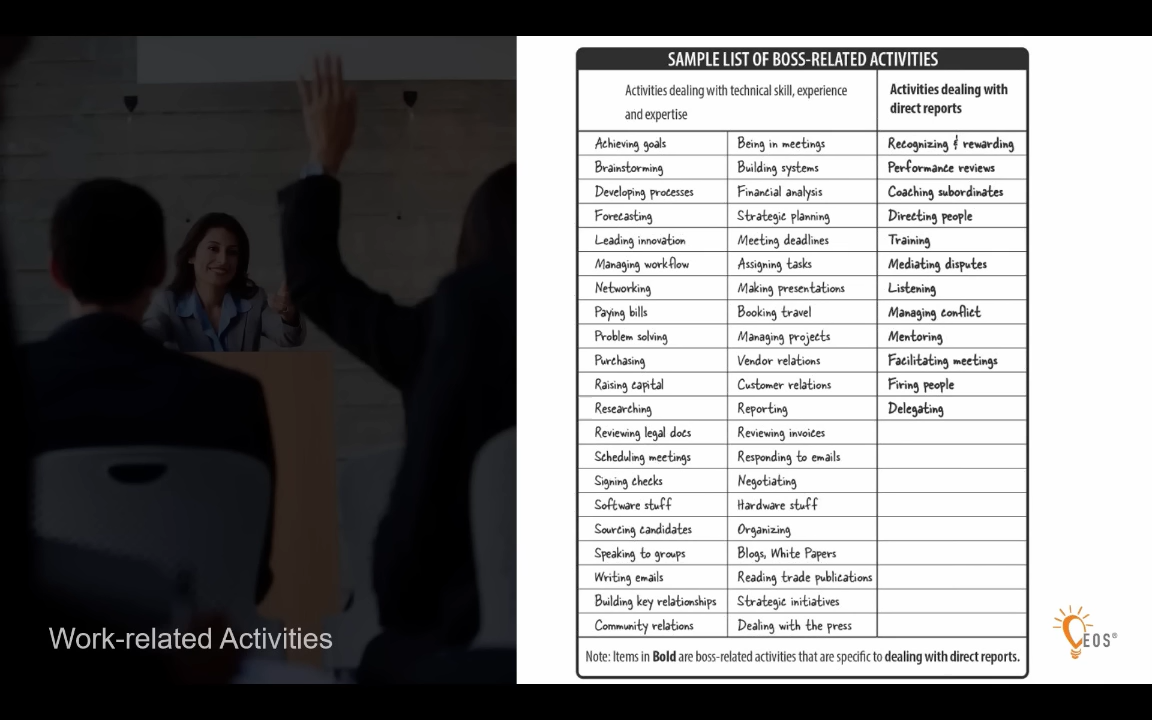 SAMPLE LIST OF BOSS-RELATED ACTIVITIES
Activities dealing with technical skill, experience
and expertise
Activities dealing with
direct reports
Achieving goals Being in meetings Recognizing & rewarding
Brainstorming Building systems Performance reviews
Developing processes Financial analysis Coaching subordinates
Forecasting Strategic planning Directing people
Leading innovation Meeting deadlines Training
Managing workflow Assigning tasks Mediating disputes
Networking Making presentations Listening
Paying bills Booking travel Managing conflict
Problem solving Managing projects Mentoring
Purchasing Vendor relations Facilitating meetings
Raising capital Customer relations Firing people
Researching Reporting Delegating
Reviewing legal docs Reviewing invoices
Scheduling meetings Responding to emails
Signing checks Negotiating
Software stuff Hardware stuff
Sourcing candidates Organizing
Speaking to groups Blogs, White Papers
Writing emails Reading trade publications
Building key relationships Strategic initiatives
Community relations Dealing with the press
Note: Items in Bold are boss-related activities that are specific to dealing with direct reports.
Work-related Activities
EOS®